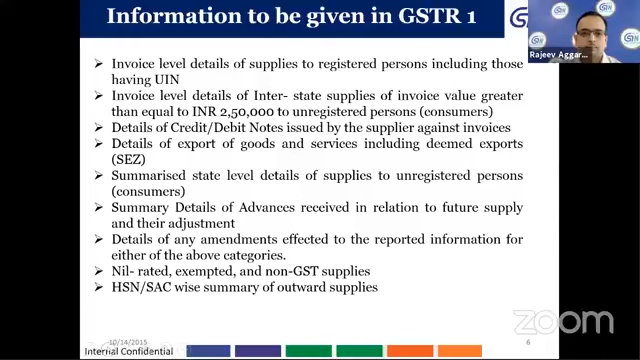 Information to be given in GSTR 1
Rajeev Aggar...
Invoice level details of supplies to registered persons including those
having UIN
Invoice level details of Inter- state supplies of invoice value greater
than equal to INR 2,50,000 to unregistered persons (consumers)
Details of Credit/Debit Notes issued by the supplier against invoices
Details of export of goods and services including deemed exports
(SEZ)
Summarised state level details of supplies to unregistered persons
(consumers)
Summary Details of Advances received in relation to future supply
and their adjustment
Details of any amendments effected to the reported information for
either of the above categories.
Nil- rated, exempted, and non-GST supplies
HSN/SAC wise summary of outward supplies
zoom
10/14/2015
6
Internal Confidential